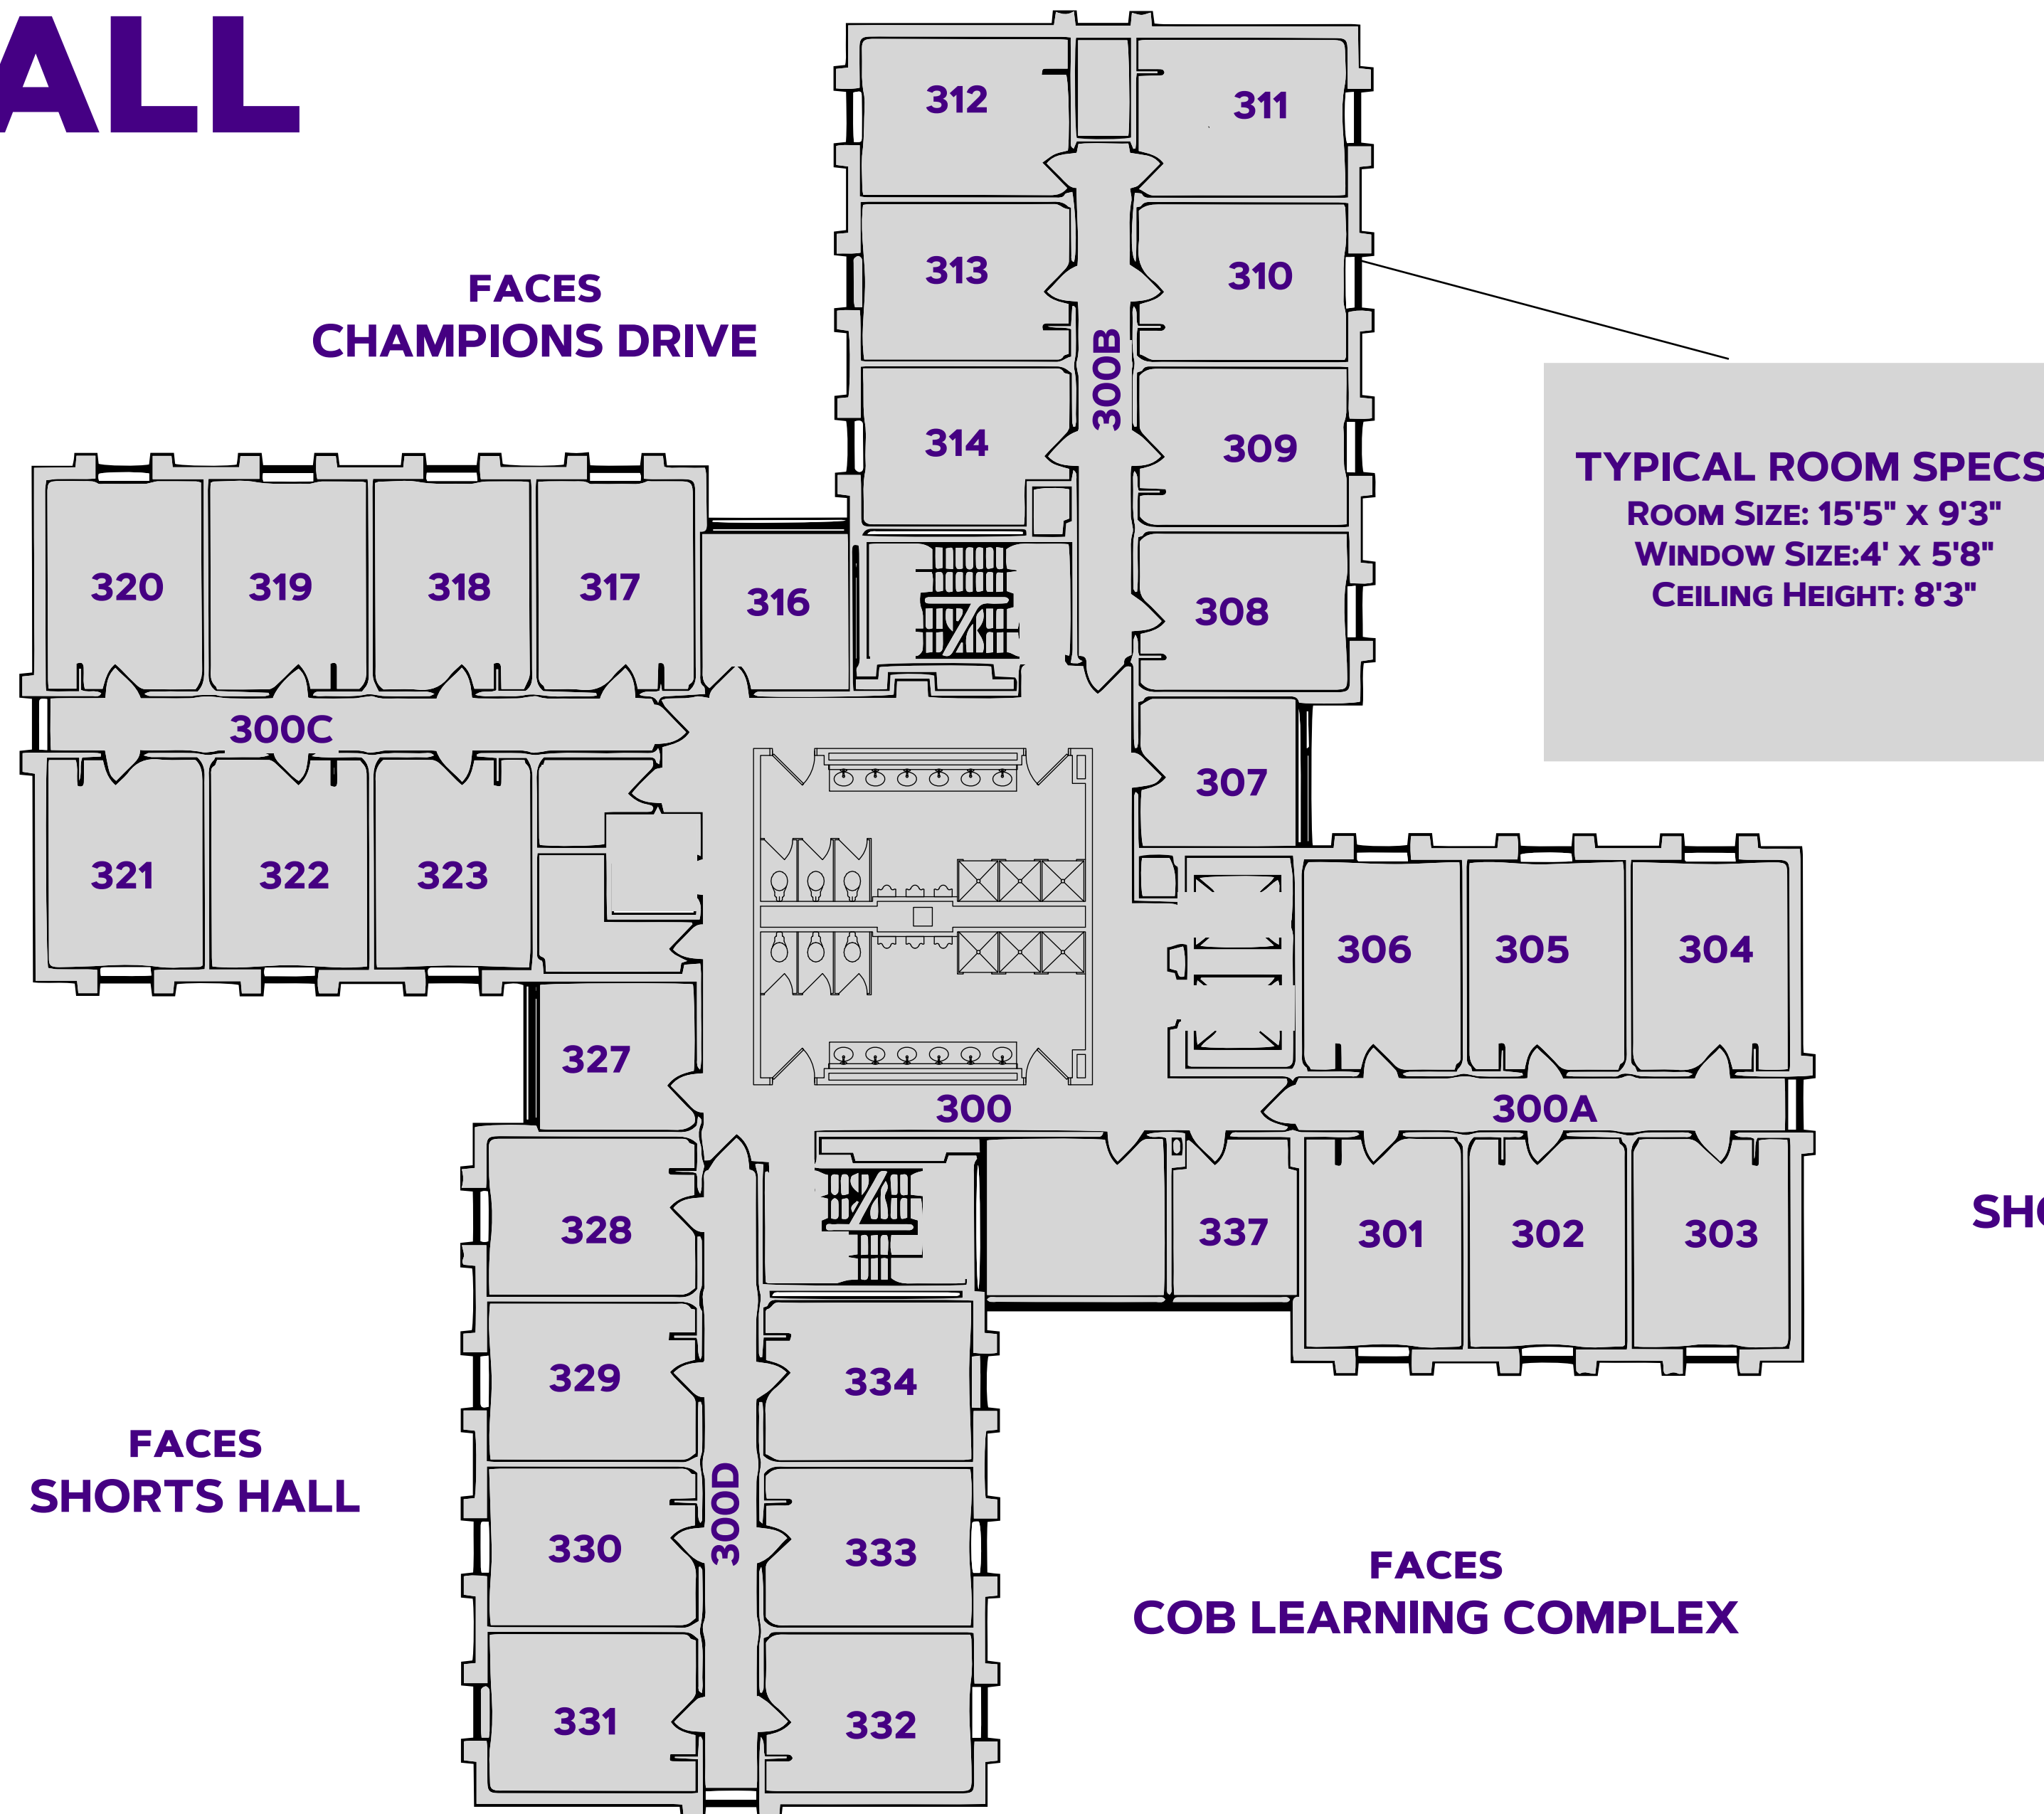 ALL
312
311
313
310
FACES
CHAMPIONS DRIVE
300B
314
309
TYPICAL ROOM SPECS
ROOM SIZE: 15'5" X 9'3"
WINDOW SIZE:4' X 5'8"
CEILING HEIGHT: 8'3"
320
319
318
317
316
308
300C
307
321
322
323
306
305
304
327
300
300A
328
337
301
302
303
SHO
329
334
FACES
SHORTS HALL
300D
330
333
FACES
COB LEARNING COMPLEX
331
332